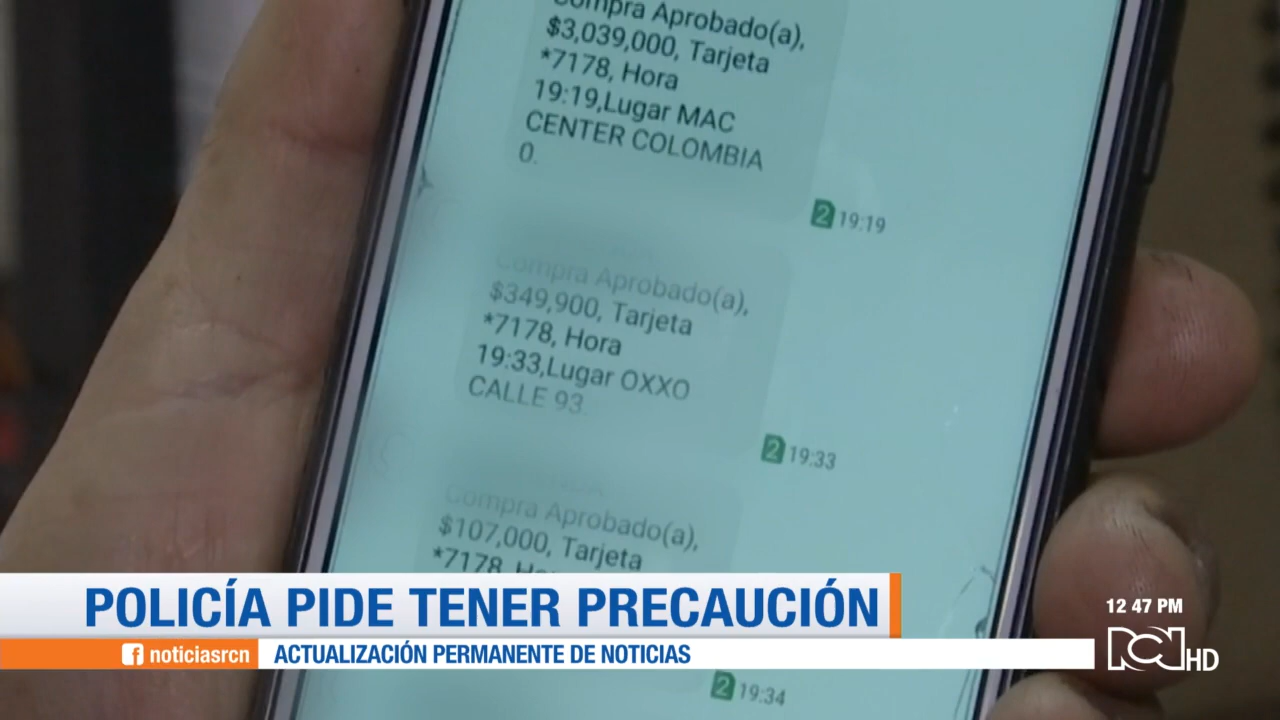 Compra Aprobado(a),
$3,039,000, Tarjeta
*7178, Hora
19:19,Lugar MAC
CENTER COLOMBIA
0.
2 19:19
Compra Aprobado(a),
$349,900, Tarjeta
*7178, Hora
19:33,Lugar OXXO
CALLE 93
2 19:33
Compra Aprobado(a),
$107,000, Tarjeta
*7178, Hora
POLICÍA PIDE TENER PRECAUCIÓN
12 47 PM
noticiasrcn
ACTUALIZACIÓN PERMANENTE DE NOTICIAS
RCN HD
2 19:34